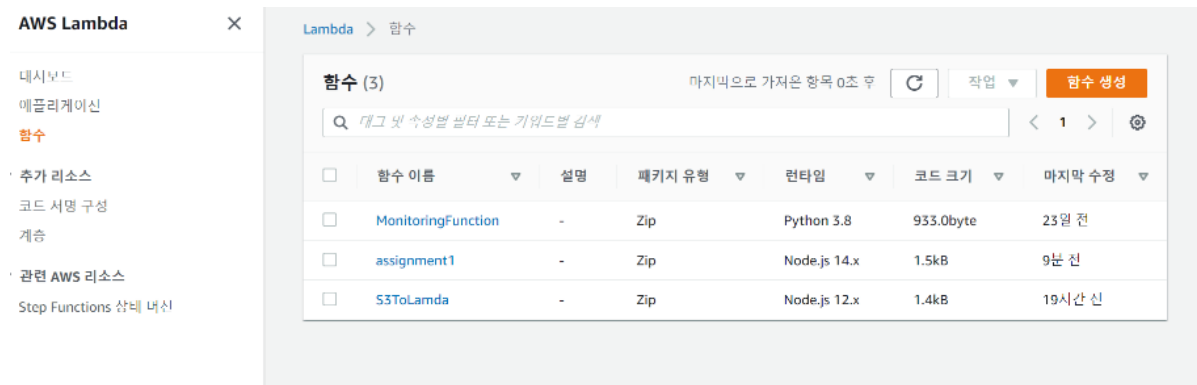 AWS Lambda
대시보드
애플리케이션
함수
추가 리소스
코드 서명 구성
계층
관련 AWS 리소스
Step Functions 상태 머신
Lambda > 함수
함수 (3) 마지막으로 가져온 항목 0초 후 작업 함수 생성
태그 및 속성별 필터 또는 키워드별 검색 < 1 >
함수 이름 설명 패키지 유형 런타임 코드 크기 마지막 수정
MonitoringFunction - Zip Python 3.8 933.0byte 23일 전
assignment1 - Zip Node.js 14.x 1.5kB 9분 전
S3ToLamda - Zip Node.js 12.x 1.4kB 19시간 전